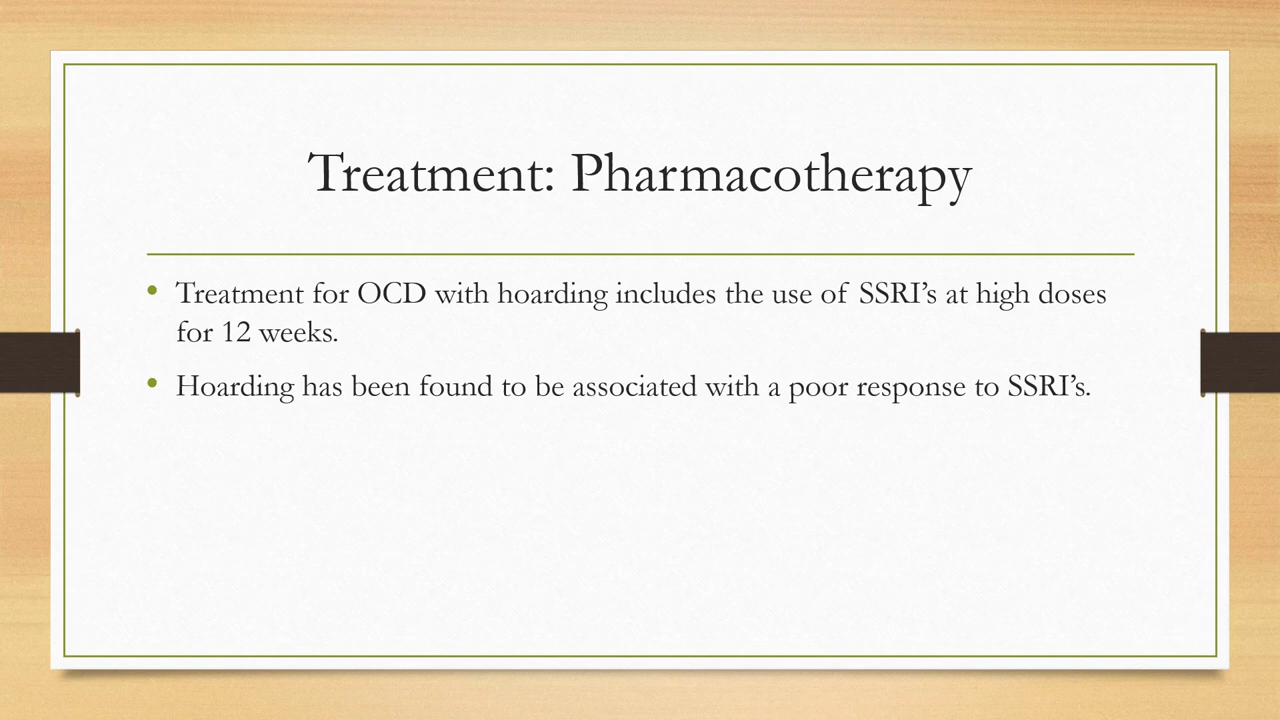 Treatment: Pharmacotherapy
• Treatment for OCD with hoarding includes the use of SSRI’s at high doses
for 12 weeks.
• Hoarding has been found to be associated with a poor response to SSRI’s.